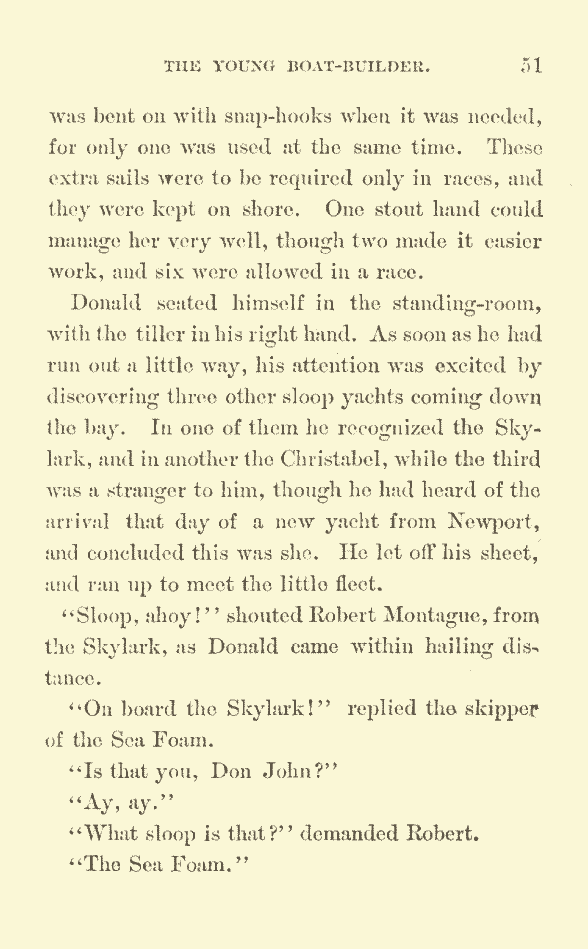 THE YOUNG BOAT-BUILDER. 51
was bent on with snap-hooks when it was needed,
for only one was used at the same time. These
extra sails were to be required only in races, and
they were kept on shore. One stout hand could
manage her very well, though two made it easier
work, and six were allowed in a race.
Donald seated himself in the standing-room,
with the tiller in his right hand. As soon as he had
run out a little way, his attention was excited by
discovering three other sloop yachts coming down
the bay. In one of them he recognized the Sky-
lark, and in another the Christabel, while the third
was a stranger to him, though he had heard of the
arrival that day of a new yacht from Newport,
and concluded this was she. He let off his sheet,
and ran up to meet the little fleet.
"Sloop, ahoy!" shouted Robert Montague, from
the Skylark, as Donald came within hailing dis-
tance.
"On board the Skylark!" replied the skipper
of the Sea Foam.
"Is that you, Don John?"
"Ay, ay."
"What sloop is that?" demanded Robert.
"The Sea Foam."